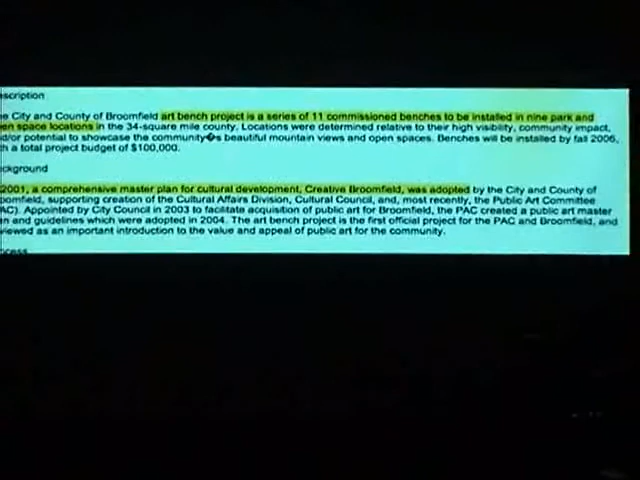 scription
e City and County of Broomfield art bench project is a series of 11 commissioned benches to be installed in nine park and
en space locations in the 34-square mile county. Locations were determined relative to their high visibility, community impact,
d/or potential to showcase the community�s beautiful mountain views and open spaces. Benches will be installed by fall 2006,
h a total project budget of $100,000.
ckground
2001, a comprehensive master plan for cultural development, Creative Broomfield, was adopted by the City and County of
oomfield, supporting creation of the Cultural Affairs Division, Cultural Council, and, most recently, the Public Art Committee
AC). Appointed by City Council in 2003 to facilitate acquisition of public art for Broomfield, the PAC created a public art master
n and guidelines which were adopted in 2004. The art bench project is the first official project for the PAC and Broomfield, and
viewed as an important introduction to the value and appeal of public art for the community.
ocess